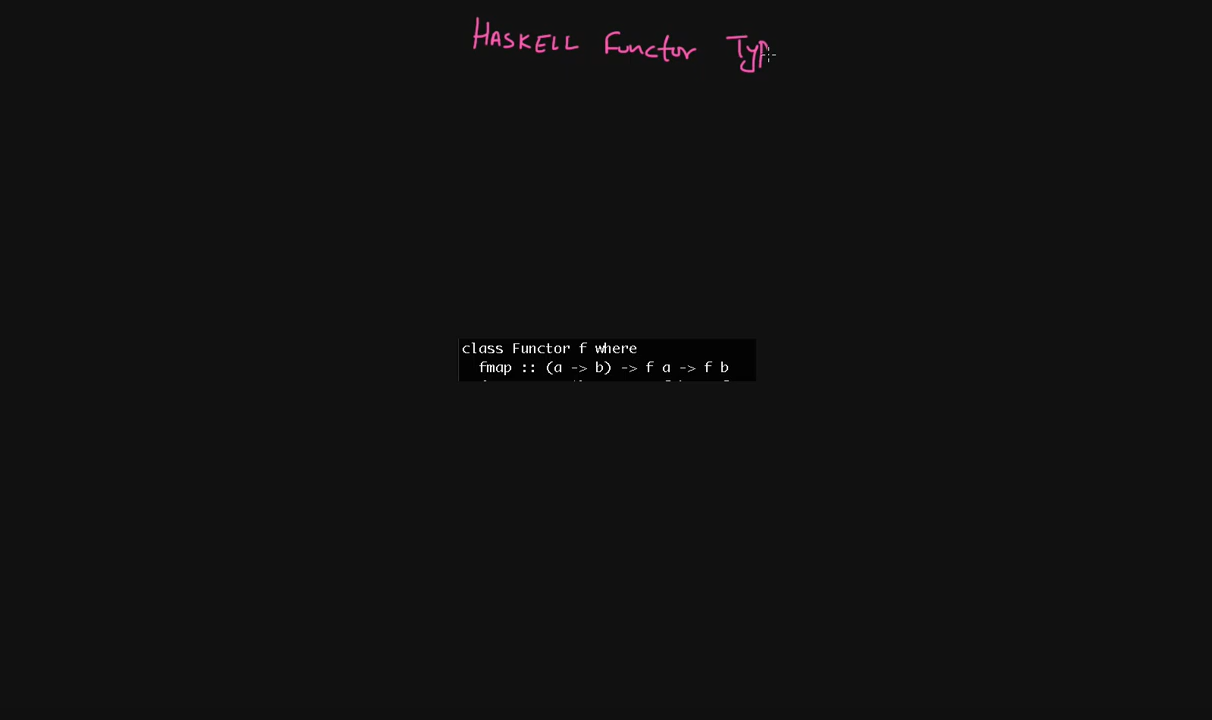 HASKELL Functor Typ
class Functor f where
fmap :: (a -> b) -> f a -> f b